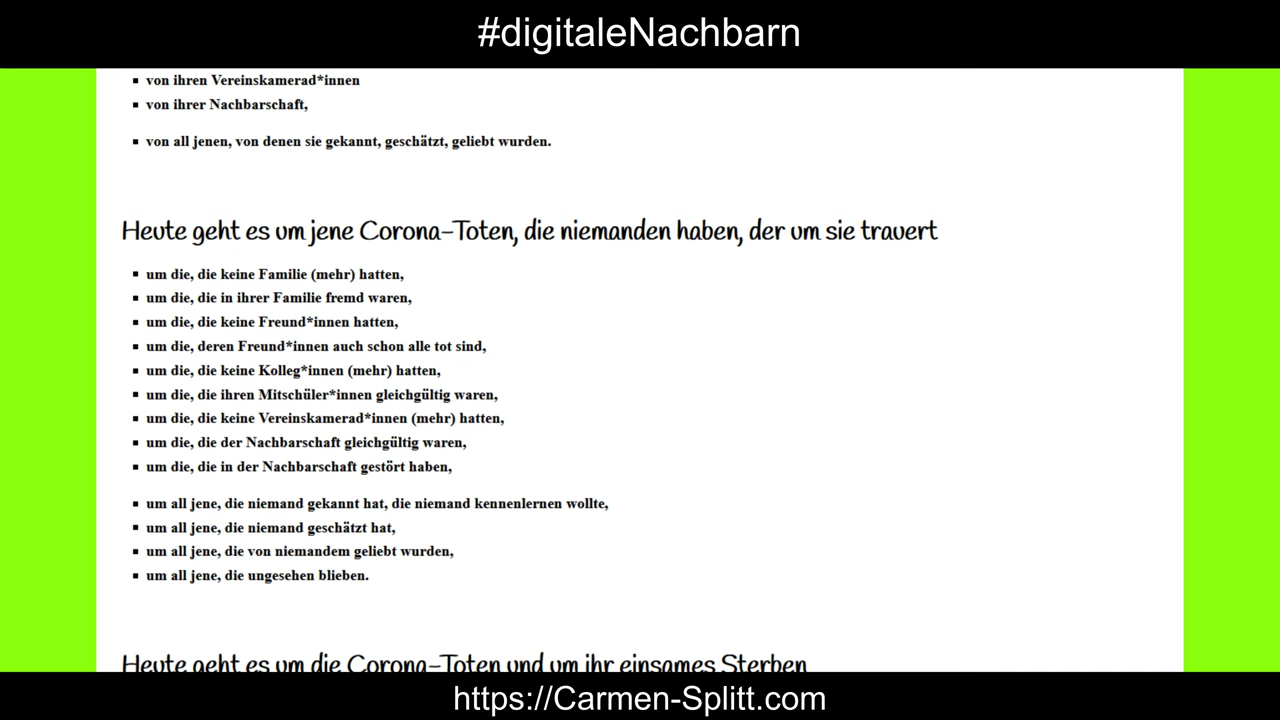 #digitaleNachbarn
von ihren Vereinskamerad*innen
von ihrer Nachbarschaft,
von all jenen, von denen sie gekannt, geschätzt, geliebt wurden.
Heute geht es um jene Corona-Toten, die niemanden haben, der um sie trauert
um die, die keine Familie (mehr) hatten,
um die, die in ihrer Familie fremd waren,
um die, die keine Freund*innen hatten,
um die, deren Freund*innen auch schon alle tot sind,
um die, die keine Kolleg*innen (mehr) hatten,
um die, die ihren Mitschüler*innen gleichgültig waren,
um die, die keine Vereinskamerad*innen (mehr) hatten,
um die, die der Nachbarschaft gleichgültig waren,
um die, die in der Nachbarschaft gestört haben,
um all jene, die niemand gekannt hat, die niemand kennenlernen wollte,
um all jene, die niemand geschätzt hat,
um all jene, die von niemandem geliebt wurden,
um all jene, die ungesehen blieben.
Heute geht es um die Corona-Toten und um ihr einsames Sterben
https://Carmen-Splitt.com